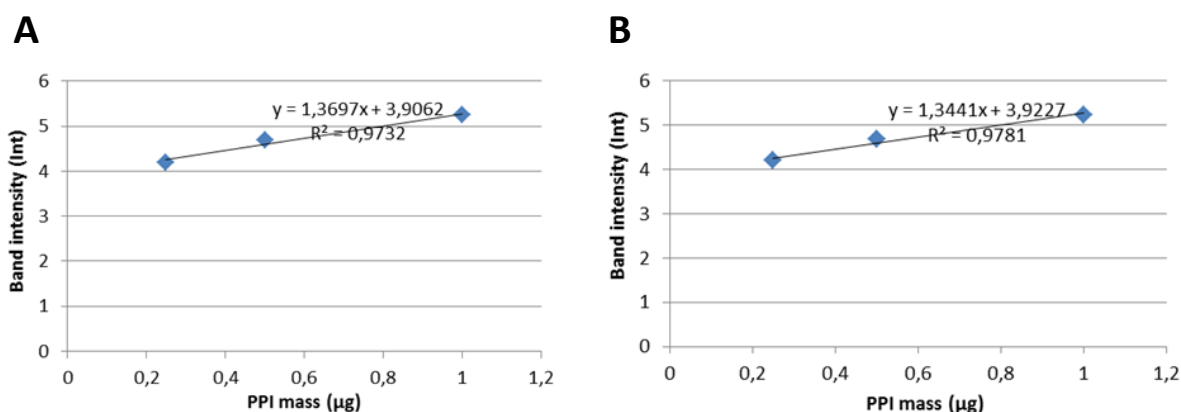 A
6
5
4
3
2
1
0
0 0,2 0,4 0,6 0,8 1 1,2
Band intensity (Int)
PPI mass (µg)
y = 1,3697x + 3,9062
R² = 0,9732
B
6
5
4
3
2
1
0
0 0,2 0,4 0,6 0,8 1 1,2
Band intensity (Int)
PPI mass (µg)
y = 1,3441x + 3,9227
R² = 0,9781